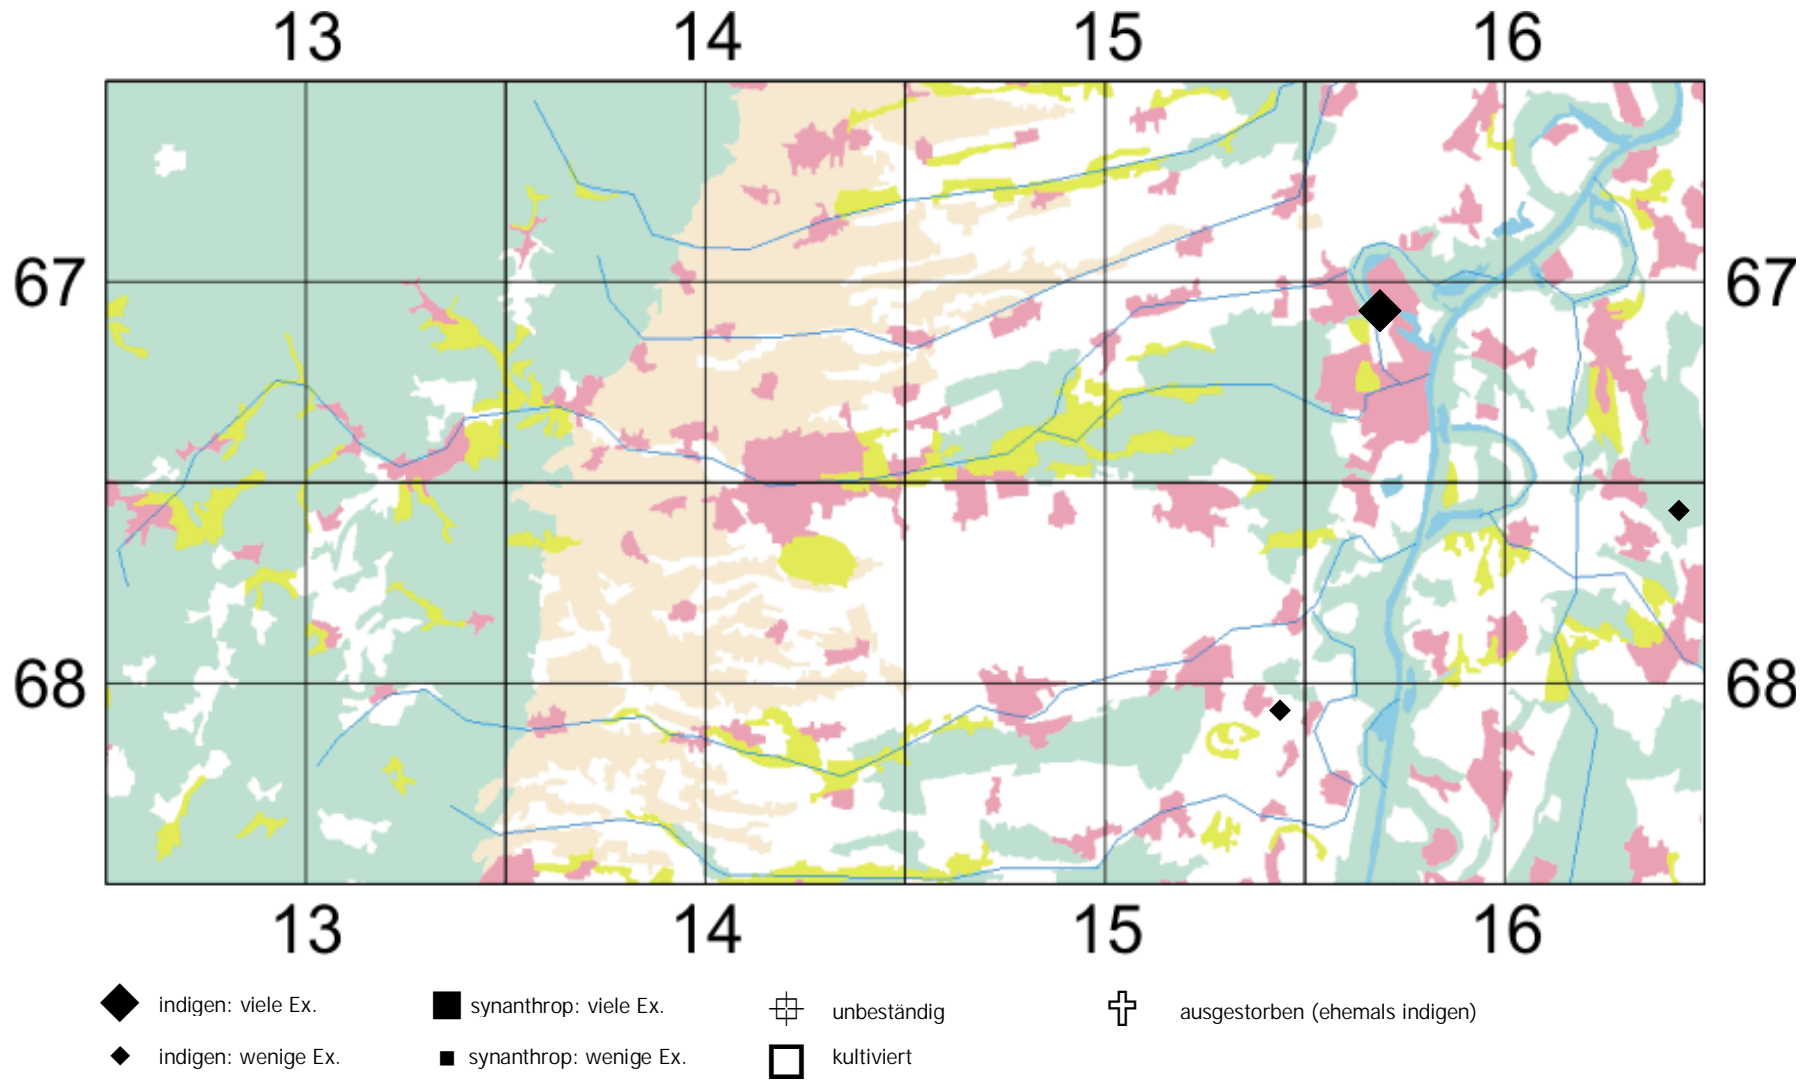 13 14 15 16
67 67
68 68
13 14 15 16
indigen: viele Ex. synanthrop: viele Ex. unbeständig ausgestorben (ehemals indigen)
indigen: wenige Ex. synanthrop: wenige Ex. kultiviert